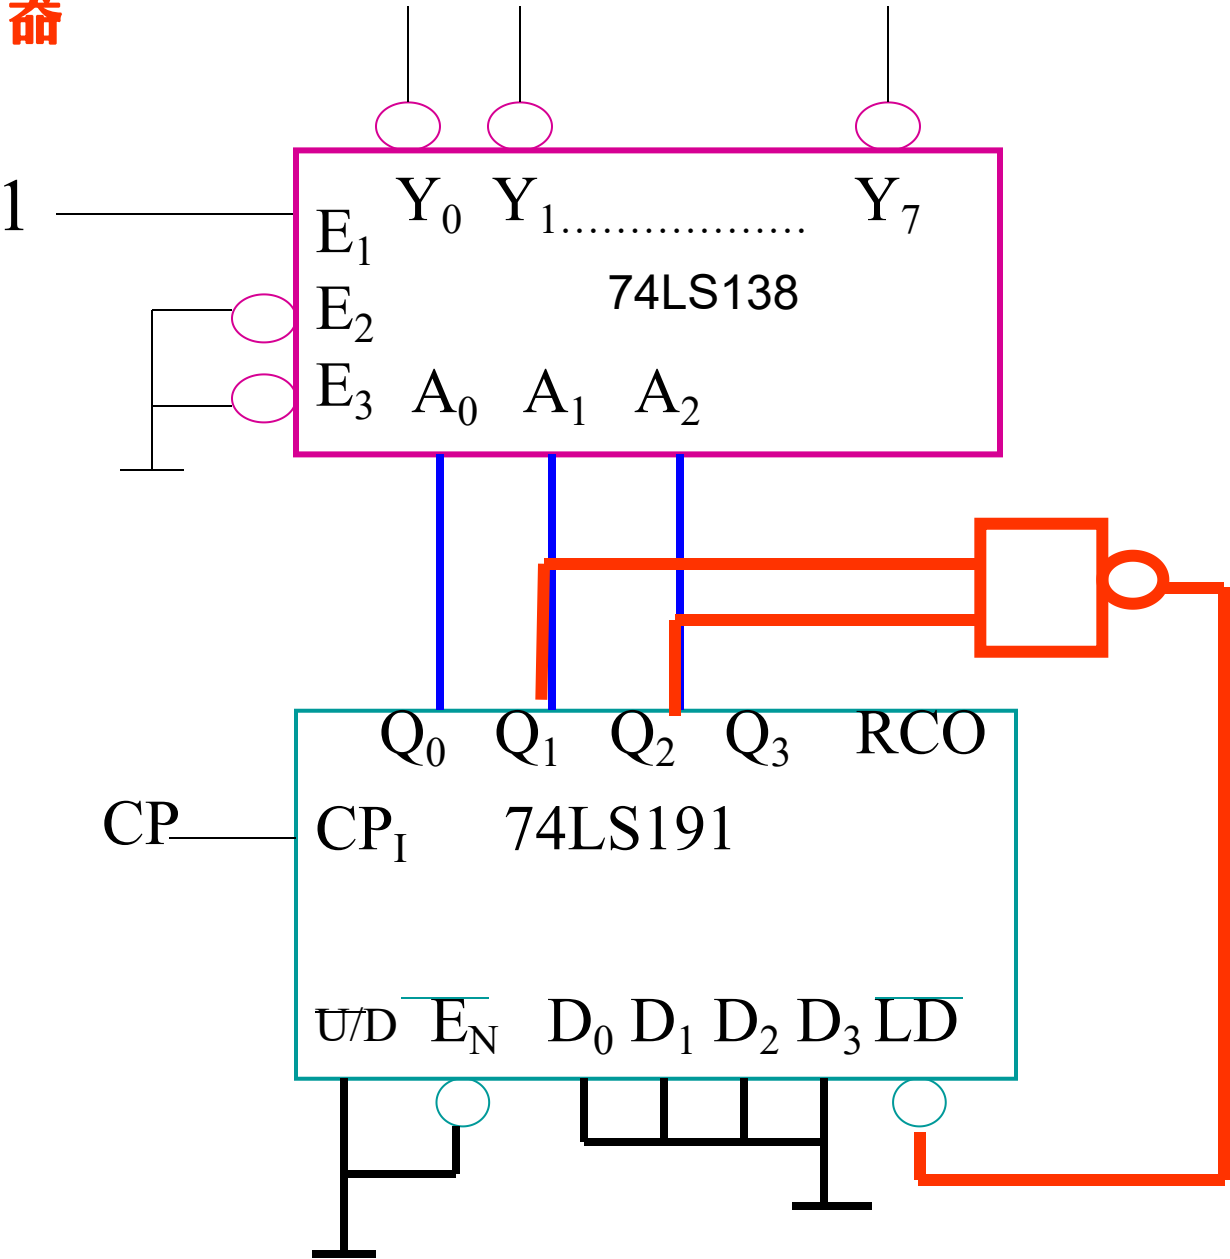 器
1
Y0 Y1.................. Y7
E1
74LS138
E2
E3 A0 A1 A2
Q0 Q1 Q2 Q3 RCO
CP CPI 74LS191
U/D EN D0 D1 D2 D3 LD